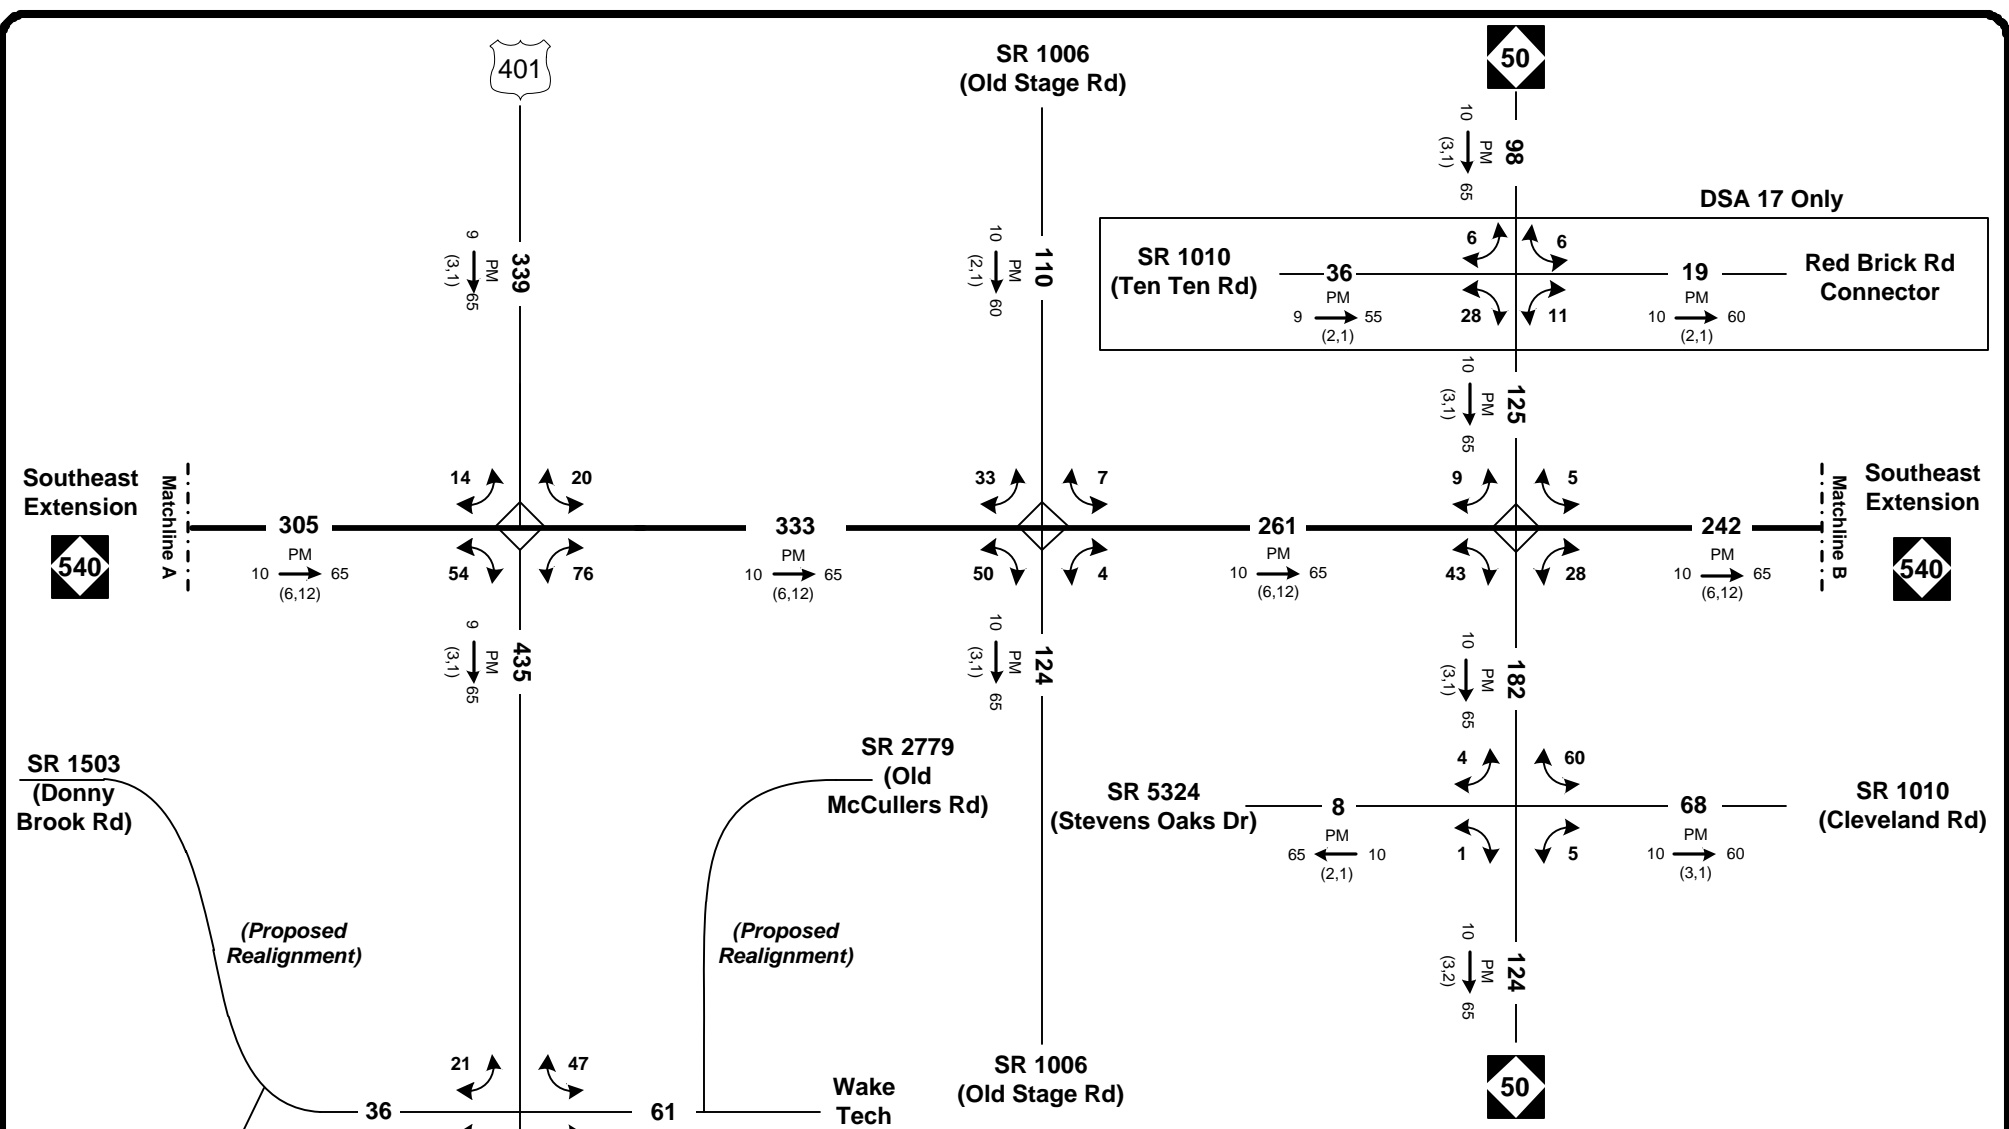 401
SR 1006
(Old Stage Rd)
50
10
PM
(3,1)
65
98
DSA 17 Only
SR 1010
(Ten Ten Rd)
36
PM
9 55
(2,1)
6
6
28
11
19
PM
10 60
(2,1)
Red Brick Rd
Connector
9
PM
(3,1)
65
339
10
PM
(2,1)
60
110
10
PM
(3,1)
65
125
Southeast
Extension
540
Matchline A
305
PM
10 65
(6,12)
14
20
54
76
333
PM
10 65
(6,12)
33
7
50
4
261
PM
10 65
(6,12)
9
5
43
28
242
PM
10 65
(6,12)
Matchline B
Southeast
Extension
540
9
PM
(3,1)
65
435
10
PM
(3,1)
65
124
10
PM
(3,1)
65
182
SR 1503
(Donny
Brook Rd)
SR 2779
(Old
McCullers Rd)
SR 5324
(Stevens Oaks Dr)
8
PM
65 10
(2,1)
4
60
1
5
68
PM
10 60
(3,1)
SR 1010
(Cleveland Rd)
(Proposed
Realignment)
(Proposed
Realignment)
10
PM
(3,2)
65
124
21
47
36
61
Wake
Tech
SR 1006
(Old Stage Rd)
50